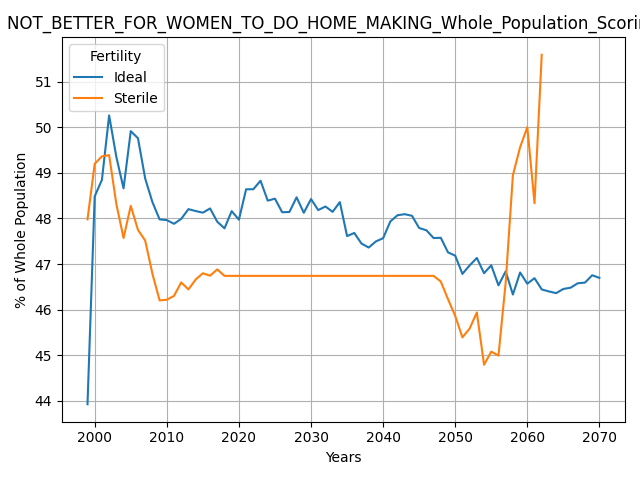 NOT_BETTER_FOR_WOMEN_TO_DO_HOME_MAKING_Whole_Population_Scori
Fertility
Ideal
Sterile
51
50
49
48
47
46
45
44
% of Whole Population
2000 2010 2020 2030 2040 2050 2060 2070
Years